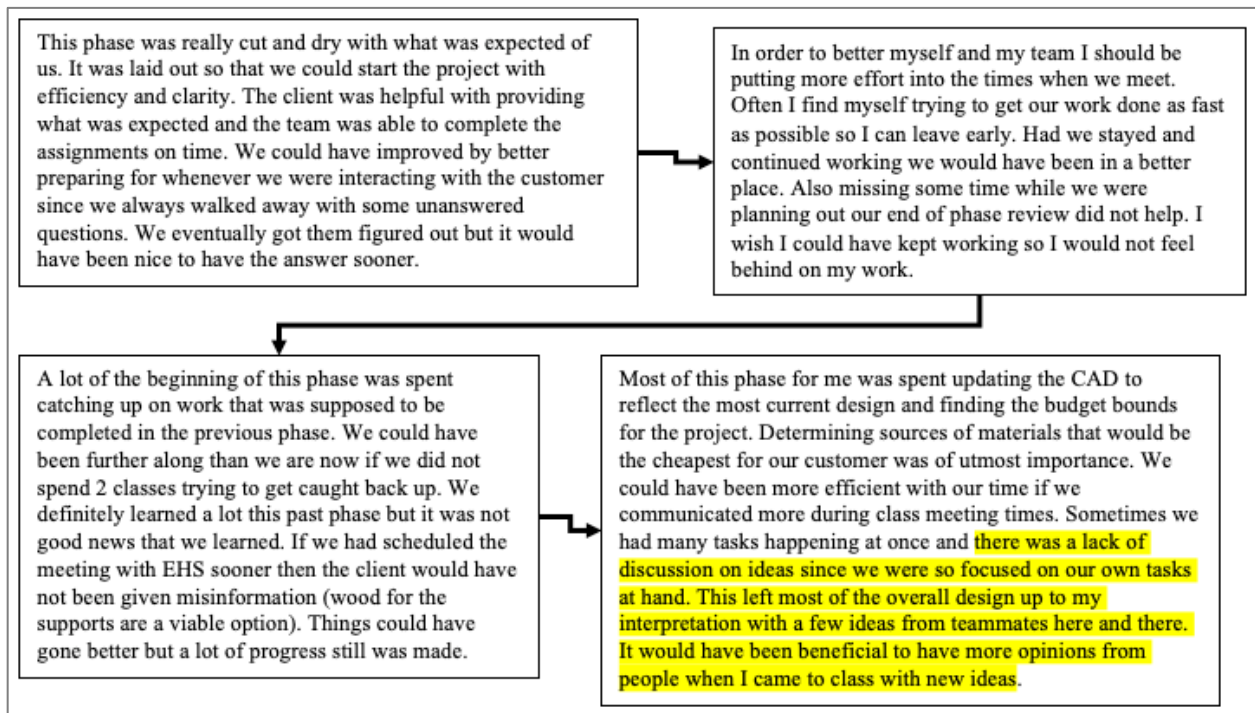 This phase was really cut and dry with what was expected of
us. It was laid out so that we could start the project with
efficiency and clarity. The client was helpful with providing
what was expected and the team was able to complete the
assignments on time. We could have improved by better
preparing for whenever we were interacting with the customer
since we always walked away with some unanswered
questions. We eventually got them figured out but it would
have been nice to have the answer sooner.
In order to better myself and my team I should be
putting more effort into the times when we meet.
Often I find myself trying to get our work done as fast
as possible so I can leave early. Had we stayed and
continued working we would have been in a better
place. Also missing some time while we were
planning out our end of phase review did not help. I
wish I could have kept working so I would not feel
behind on my work.
A lot of the beginning of this phase was spent
catching up on work that was supposed to be
completed in the previous phase. We could have
been further along than we are now if we did not
spend 2 classes trying to get caught back up. We
definitely learned a lot this past phase but it was not
good news that we learned. If we had scheduled the
meeting with EHS sooner then the client would have
not been given misinformation (wood for the
supports are a viable option). Things could have
gone better but a lot of progress still was made.
Most of this phase for me was spent updating the CAD to
reflect the most current design and finding the budget bounds
for the project. Determining sources of materials that would be
the cheapest for our customer was of utmost importance. We
could have been more efficient with our time if we
communicated more during class meeting times. Sometimes we
had many tasks happening at once and there was a lack of
discussion on ideas since we were so focused on our own tasks
at hand. This left most of the overall design up to my
interpretation with a few ideas from teammates here and there.
It would have been beneficial to have more opinions from
people when I came to class with new ideas.